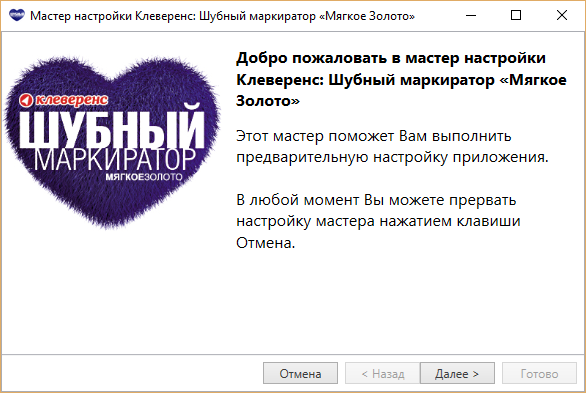 Мастер настройки Клеверенс: Шубный маркиратор «Мягкое Золото»
клеверенс
ШУБНЫЙ
МАРКИРАТОР
МЯГКОЕЗОЛОТО
Добро пожаловать в мастер настройки
Клеверенс: Шубный маркиратор «Мягкое
Золото»
Этот мастер поможет Вам выполнить
предварительную настройку приложения.
В любой момент Вы можете прервать
настройку мастера нажатием клавиши
Отмена.
Отмена < Назад Далее > Готово